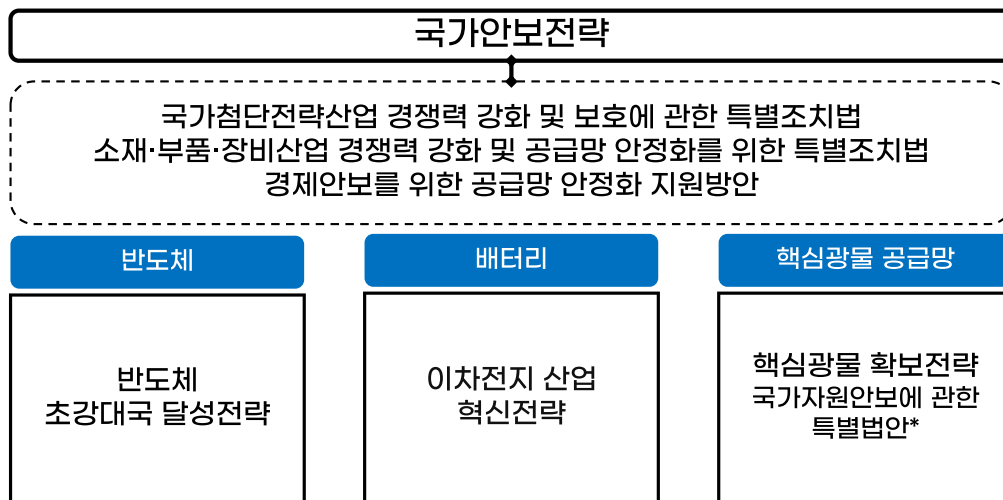 국가안보전략
국가첨단전략산업 경쟁력 강화 및 보호에 관한 특별조치법
소재·부품·장비산업 경쟁력 강화 및 공급망 안정화를 위한 특별조치법
경제안보를 위한 공급망 안정화 지원방안
반도체
배터리
핵심광물 공급망
반도체
초강대국 달성전략
이차전지 산업
혁신전략
핵심광물 확보전략
국가자원안보에 관한
특별법안*